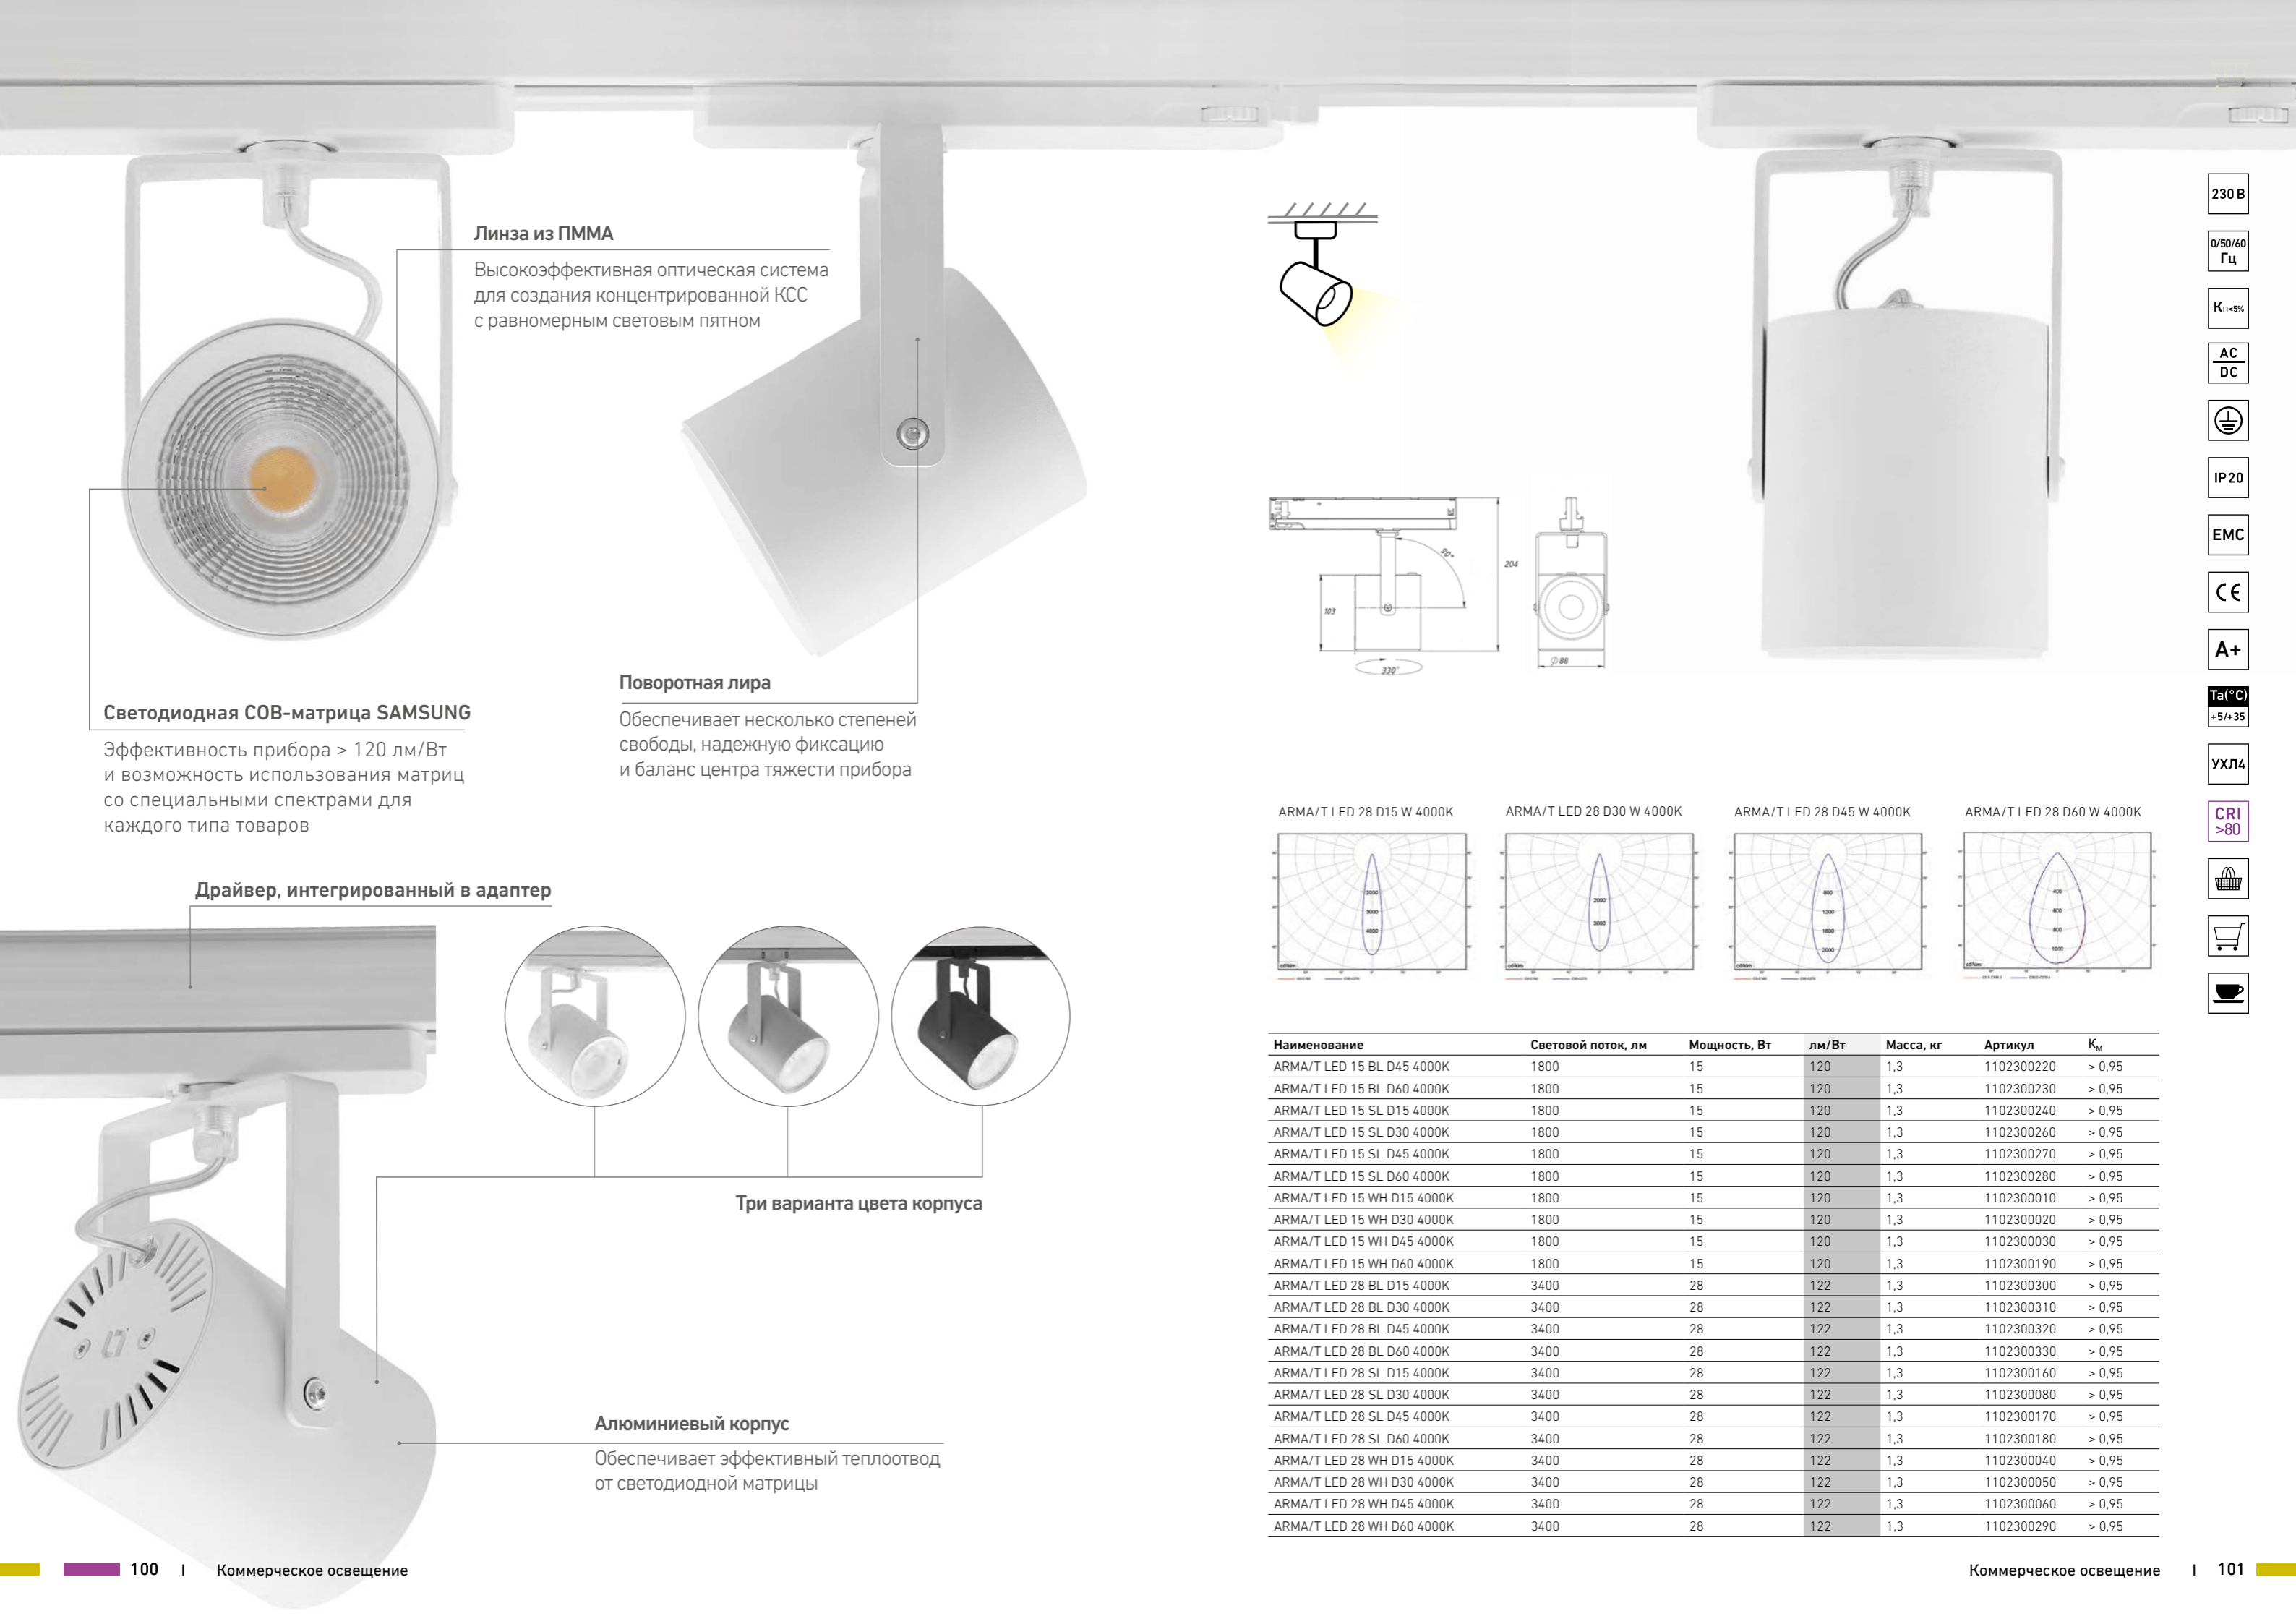 Линза из ПММА
Высокоэффективная оптическая система
для создания концентрированной КСС
с равномерным световым пятном
Светодиодная COB-матрица SAMSUNG
Эффективность прибора > 120 лм/Вт
и возможность использования матриц
со специальными спектрами для
каждого типа товаров
Поворотная лира
Обеспечивает несколько степеней
свободы, надежную фиксацию
и баланс центра тяжести прибора
Драйвер, интегрированный в адаптер
Три варианта цвета корпуса
Алюминиевый корпус
Обеспечивает эффективный теплоотвод
от светодиодной матрицы
100 | Коммерческое освещение
90°
204
103
330°
Ø88
230 В
0/50/60
Гц
Кп<5%
AC
DC
IP20
EMC
CE
A+
Ta(°C)
+5/+35
УХЛ4
CRI
>80
ARMA/T LED 28 D15 W 4000K
2000
3000
4000
ARMA/T LED 28 D30 W 4000K
2000
3000
ARMA/T LED 28 D45 W 4000K
800
1200
1600
2000
ARMA/T LED 28 D60 W 4000K
400
800
1000
Наименование Световой поток, лм Мощность, Вт лм/Вт Масса, кг Артикул Км
ARMA/T LED 15 BL D45 4000K 1800 15 120 1,3 1102300220 > 0,95
ARMA/T LED 15 BL D60 4000K 1800 15 120 1,3 1102300230 > 0,95
ARMA/T LED 15 SL D15 4000K 1800 15 120 1,3 1102300240 > 0,95
ARMA/T LED 15 SL D30 4000K 1800 15 120 1,3 1102300260 > 0,95
ARMA/T LED 15 SL D45 4000K 1800 15 120 1,3 1102300270 > 0,95
ARMA/T LED 15 SL D60 4000K 1800 15 120 1,3 1102300280 > 0,95
ARMA/T LED 15 WH D15 4000K 1800 15 120 1,3 1102300010 > 0,95
ARMA/T LED 15 WH D30 4000K 1800 15 120 1,3 1102300020 > 0,95
ARMA/T LED 15 WH D45 4000K 1800 15 120 1,3 1102300030 > 0,95
ARMA/T LED 15 WH D60 4000K 1800 15 120 1,3 1102300190 > 0,95
ARMA/T LED 28 BL D15 4000K 3400 28 122 1,3 1102300300 > 0,95
ARMA/T LED 28 BL D30 4000K 3400 28 122 1,3 1102300310 > 0,95
ARMA/T LED 28 BL D45 4000K 3400 28 122 1,3 1102300320 > 0,95
ARMA/T LED 28 BL D60 4000K 3400 28 122 1,3 1102300330 > 0,95
ARMA/T LED 28 SL D15 4000K 3400 28 122 1,3 1102300160 > 0,95
ARMA/T LED 28 SL D30 4000K 3400 28 122 1,3 1102300080 > 0,95
ARMA/T LED 28 SL D45 4000K 3400 28 122 1,3 1102300170 > 0,95
ARMA/T LED 28 SL D60 4000K 3400 28 122 1,3 1102300180 > 0,95
ARMA/T LED 28 WH D15 4000K 3400 28 122 1,3 1102300040 > 0,95
ARMA/T LED 28 WH D30 4000K 3400 28 122 1,3 1102300050 > 0,95
ARMA/T LED 28 WH D45 4000K 3400 28 122 1,3 1102300060 > 0,95
ARMA/T LED 28 WH D60 4000K 3400 28 122 1,3 1102300290 > 0,95
Коммерческое освещение | 101